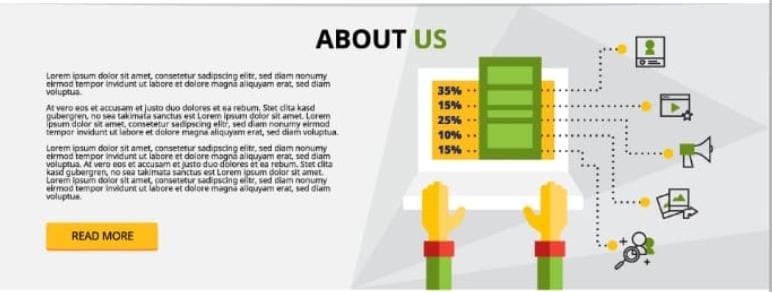 ABOUT US
Lorem ipsum dolor sit amet, consetetur sadipscing elitr, sed diam nonumy
eirmod tempor invidunt ut labore et dolore magna aliquyam erat, sed diam
voluptua.
At vero eos et accusam et justo duo dolores et ea rebum. Stet clita kasd
gubergren, no sea takimata sanctus est Lorem ipsum dolor sit amet. Lorem
ipsum dolor sit amet, consetetur sadipscing elitr, sed diam nonumy eirmod
tempor invidunt ut labore et dolore magna aliquyam erat, sed diam voluptua.
Lorem ipsum dolor sit amet, consetetur sadipscing elitr, sed diam nonumy
eirmod tempor invidunt ut labore et dolore magna aliquyam erat, sed diam
voluptua. At vero eos et accusam et justo duo dolores et ea rebum. Stet clita
kasd gubergren, no sea takimata sanctus est Lorem ipsum dolor sit amet.
Lorem ipsum dolor sit amet, consetetur sadipscing elitr, sed diam nonumy
eirmod tempor invidunt ut labore et dolore magna aliquyam erat, sed diam
voluptua.
READ MORE
35%
15%
25%
10%
15%